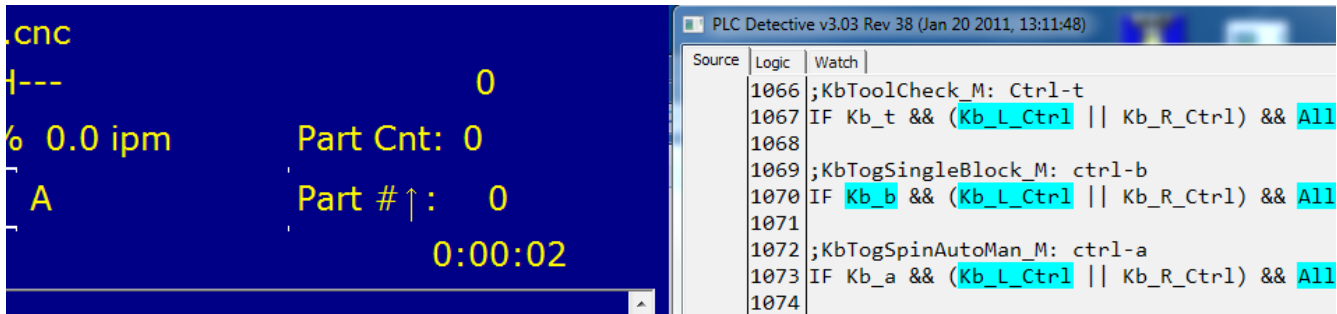 .cnc
H--- 0
% 0.0 ipm Part Cnt: 0
A Part #↑: 0
0:00:02
PLC Detective v3.03 Rev 38 (Jan 20 2011, 13:11:48)
Source Logic Watch
1066 ;KbToolCheck_M: Ctrl-t
1067 IF Kb_t && (Kb_L_Ctrl || Kb_R_Ctrl) && All
1068
1069 ;KbTogSingleBlock_M: ctrl-b
1070 IF Kb_b && (Kb_L_Ctrl || Kb_R_Ctrl) && All
1071
1072 ;KbTogSpinAutoMan_M: ctrl-a
1073 IF Kb_a && (Kb_L_Ctrl || Kb_R_Ctrl) && All
1074